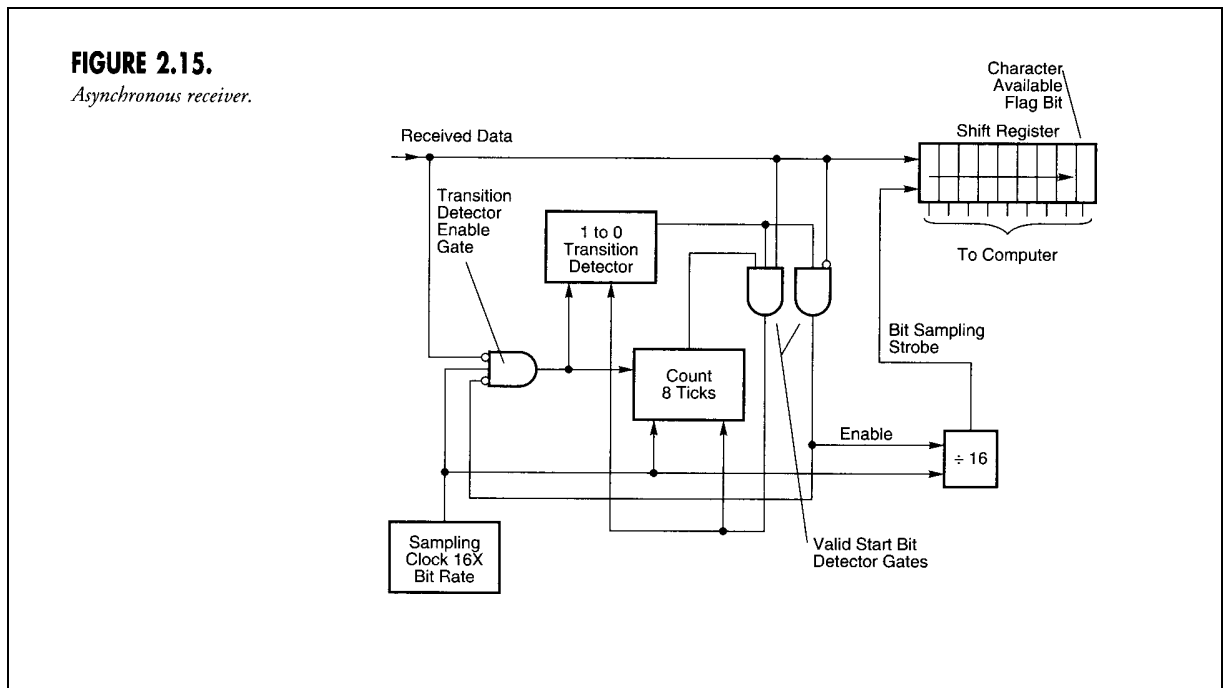 FIGURE 2.15.
Asynchronous receiver.
Character
Available
Flag Bit
Shift Register
Received Data
Transition
Detector
Enable
Gate
1 to 0
Transition
Detector
To Computer
Bit Sampling
Strobe
Count
8 Ticks
Enable
÷ 16
Sampling
Clock 16X
Bit Rate
Valid Start Bit
Detector Gates